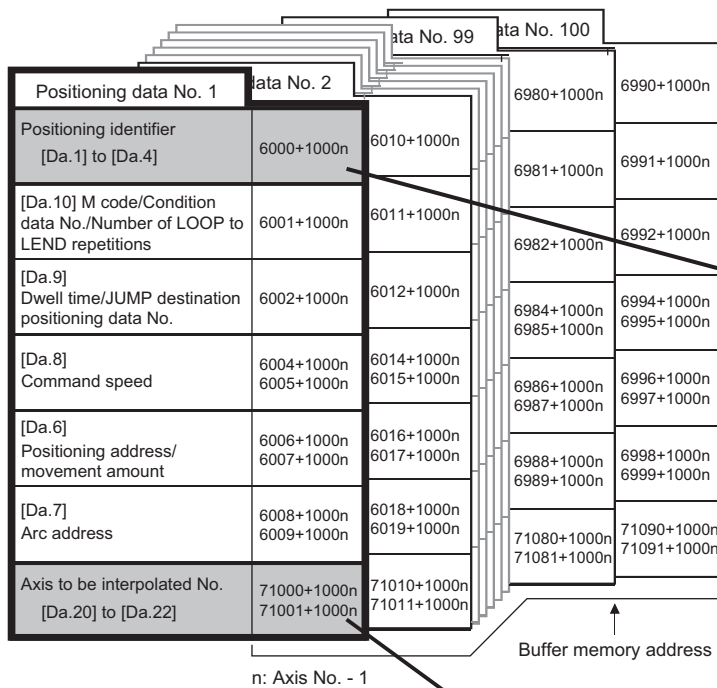 Positioning data No. 1
data No. 2
ata No. 99
ata No. 100
Positioning identifier
[Da.1] to [Da.4]
6000+1000n
6010+1000n
6980+1000n
6990+1000n
[Da.10] M code/Condition
data No./Number of LOOP to
LEND repetitions
6001+1000n
6011+1000n
6981+1000n
6991+1000n
[Da.9]
Dwell time/JUMP destination
positioning data No.
6002+1000n
6012+1000n
6982+1000n
6992+1000n
[Da.8]
Command speed
6004+1000n
6005+1000n
6014+1000n
6015+1000n
6984+1000n
6985+1000n
6994+1000n
6995+1000n
[Da.6]
Positioning address/
movement amount
6006+1000n
6007+1000n
6016+1000n
6017+1000n
6986+1000n
6987+1000n
6996+1000n
6997+1000n
[Da.7]
Arc address
6008+1000n
6009+1000n
6018+1000n
6019+1000n
6988+1000n
6989+1000n
6998+1000n
6999+1000n
Axis to be interpolated No.
[Da.20] to [Da.22]
71000+1000n
71001+1000n
71010+1000n
71011+1000n
71080+1000n
71081+1000n
71090+1000n
71091+1000n
Buffer memory address
n: Axis No. - 1